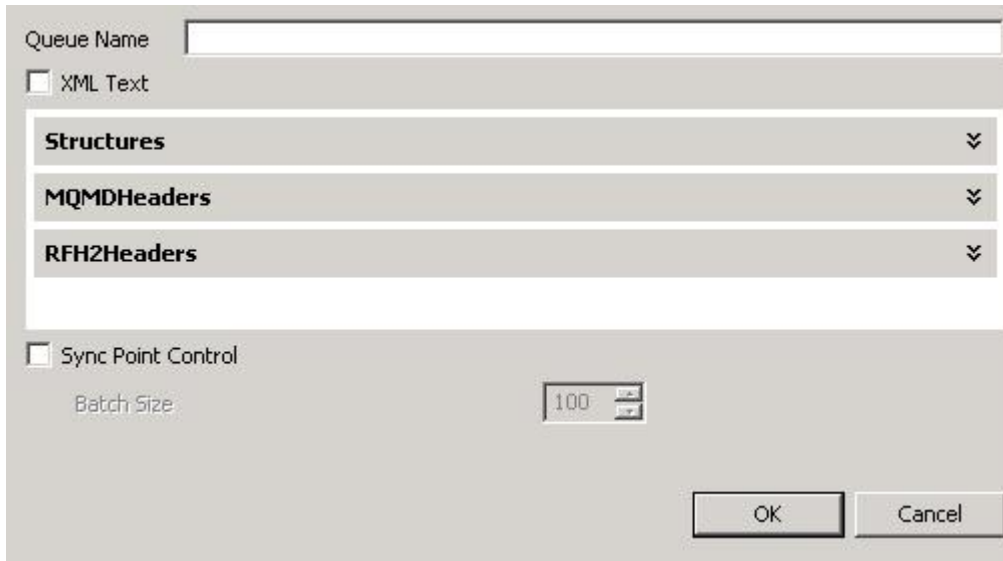 Queue Name
XML Text
Structures
MQMDHeaders
RFH2Headers
Sync Point Control
Batch Size 100
OK Cancel